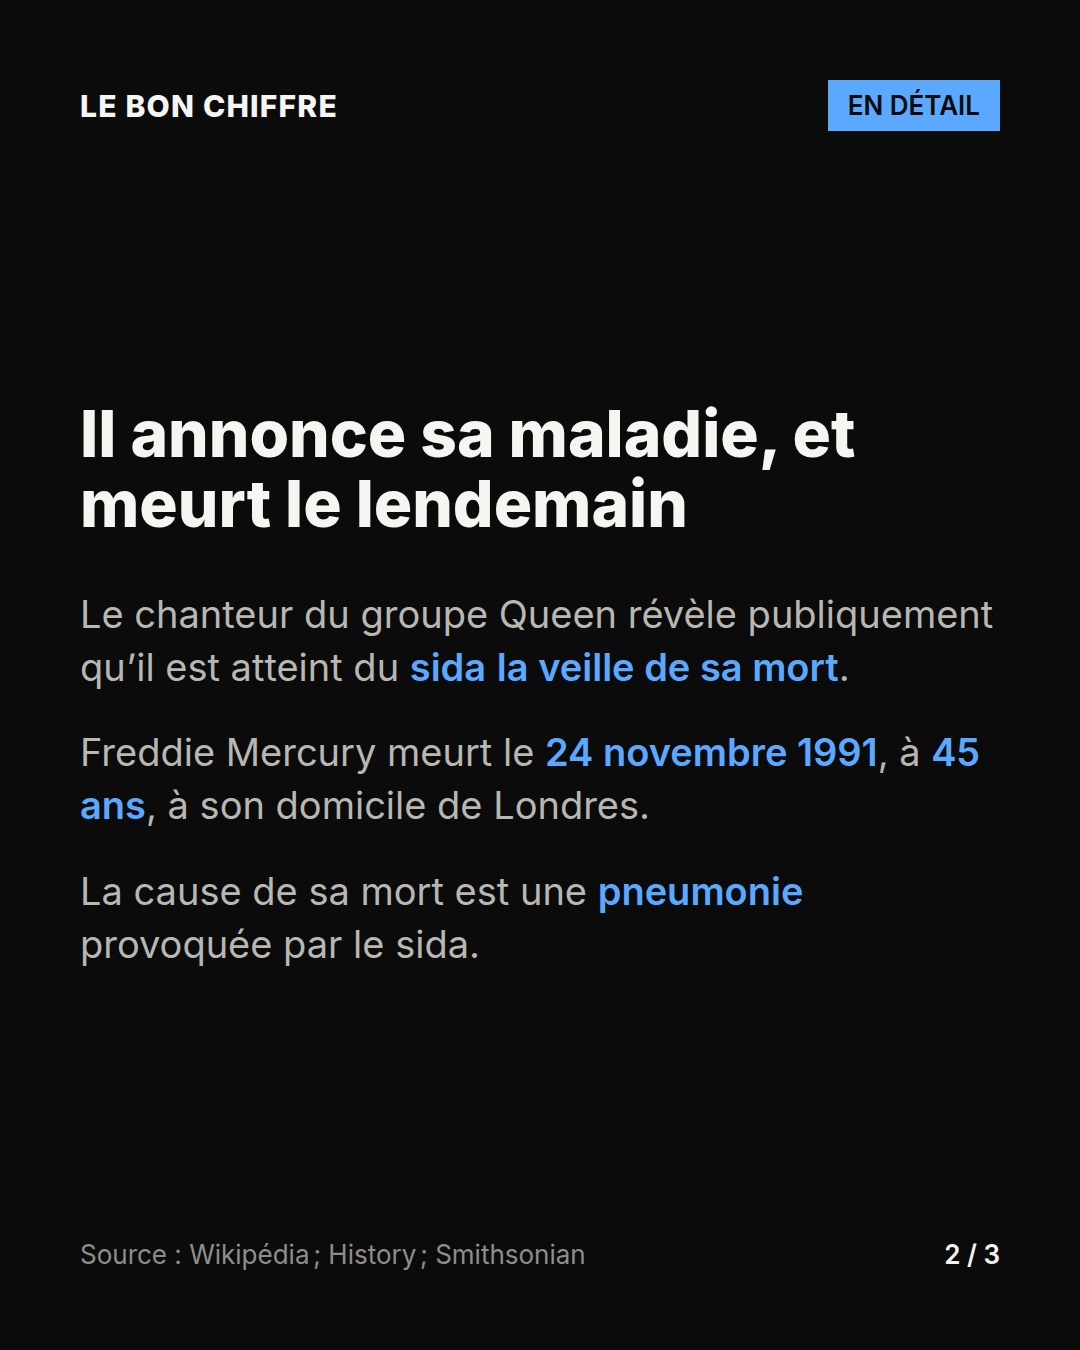 LE BON CHIFFRE
EN DÉTAIL
Il annonce sa maladie, et
meurt le lendemain
Le chanteur du groupe Queen révèle publiquement
qu’il est atteint du sida la veille de sa mort.
Freddie Mercury meurt le 24 novembre 1991, à 45
ans, à son domicile de Londres.
La cause de sa mort est une pneumonie
provoquée par le sida.
Source : Wikipédia ; History ; Smithsonian
2 / 3